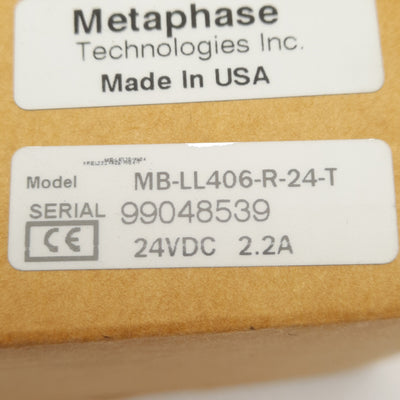 Metaphase
Technologies Inc.
Made In USA
Model MB-LL406-R-24-T
SERIAL 99048539
CE 24VDC 2.2A